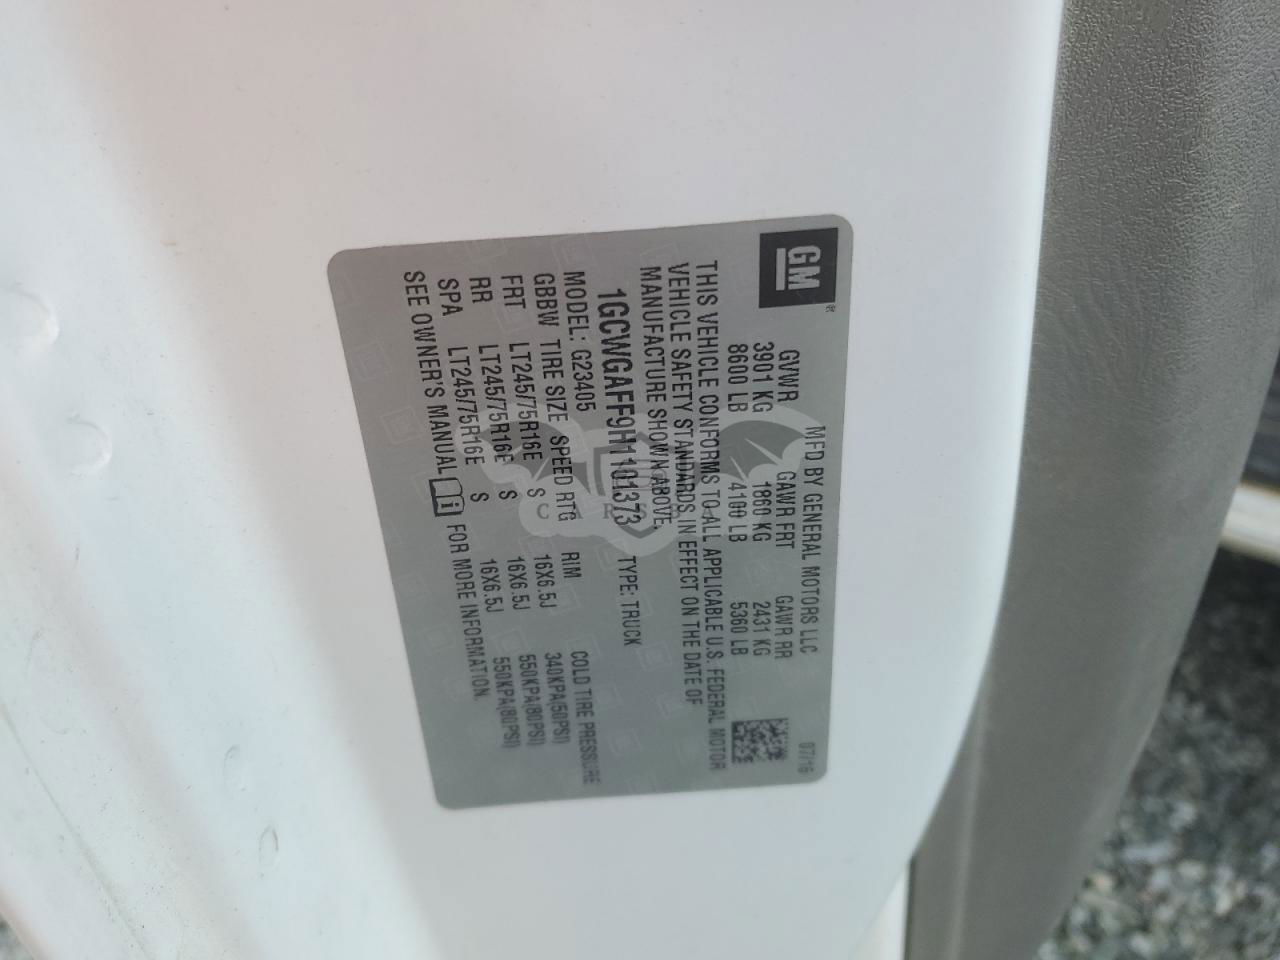 GM
MFD BY GENERAL MOTORS LLC 07/16
GVWR GAWR FRT GAWR RR
3901 KG 1860 KG 2431 KG
8600 LB 4100 LB 5360 LB
THIS VEHICLE CONFORMS TO ALL APPLICABLE U.S. FEDERAL MOTOR
VEHICLE SAFETY STANDARDS IN EFFECT ON THE DATE OF
MANUFACTURE SHOWN ABOVE.
1GCWGAFF9H1101373 TYPE: TRUCK
MODEL: G23405
GBBW TIRE SIZE SPEED RTG RIM COLD TIRE PRESSURE
FRT LT245/75R16E S 16X6.5J 340KPA(50PSI)
RR LT245/75R16E S 16X6.5J 550KPA(80PSI)
SPA LT245/75R16E S 16X6.5J 550KPA(80PSI)
SEE OWNER'S MANUAL i FOR MORE INFORMATION.